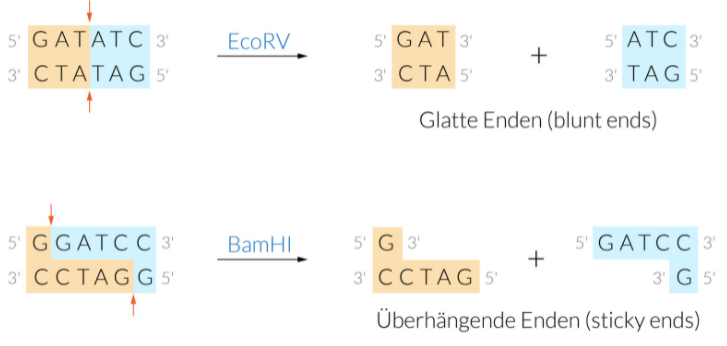 5' GATATC 3' EcoRV 5' GAT 3' + 5' ATC 3'
3' CTATAG 5' 3' CTA 5' 3' TAG 5'
Glatte Enden (blunt ends)
5' GGATCC 3' BamHI 5' G 3' + 5' GATCC 3'
3' CCTAGG 5' 3' CCTAG 5' 3' G 5'
Überhängende Enden (sticky ends)